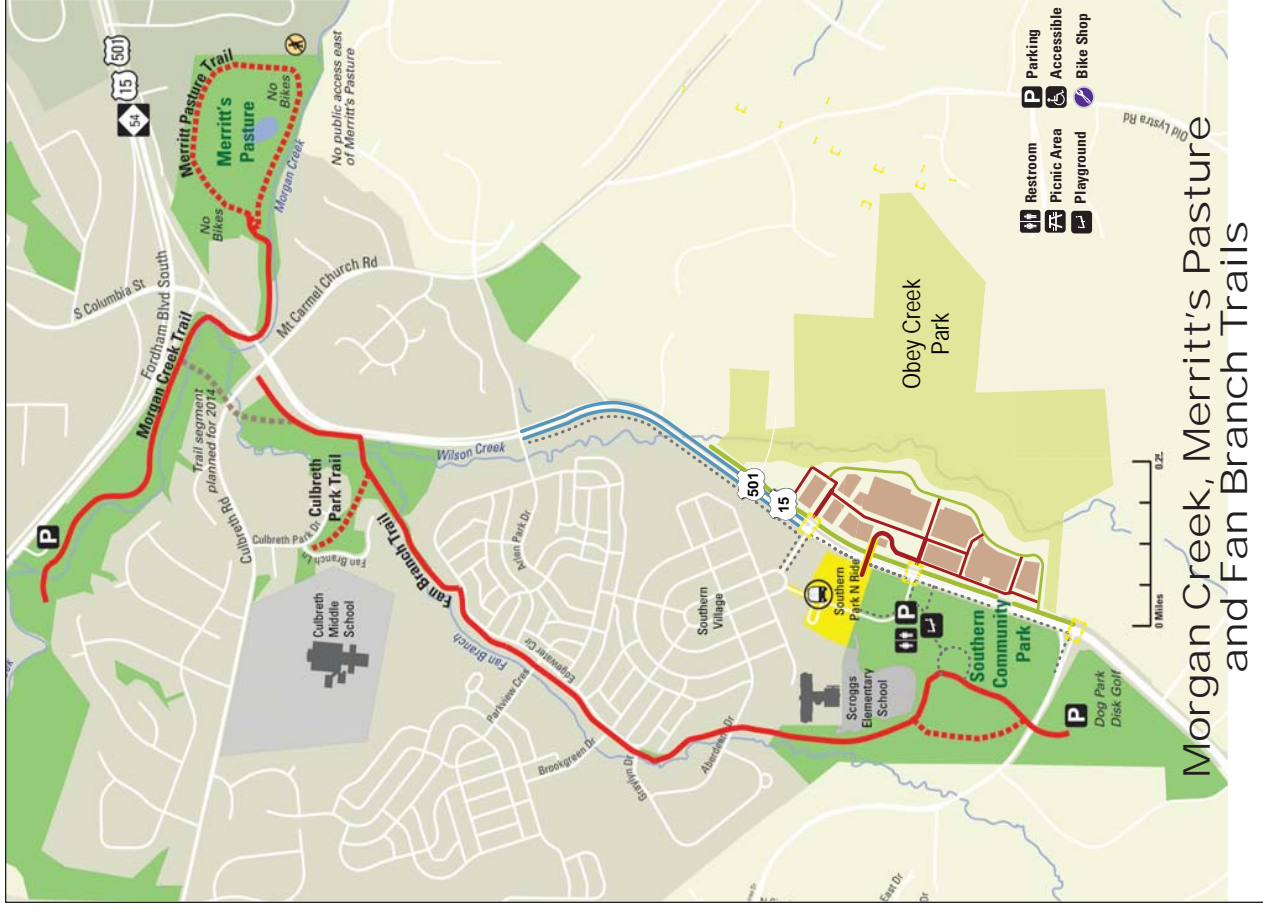 15
501
54
Merritt Pasture Trail
Merritt's
Pasture
No
Bikes
No
Bikes
Morgan Creek
No public access east
of Merritt's Pasture
S Columbia St
Fordham Blvd South
Morgan Creek Trail
Mt Carmel Church Rd
Trail segment
planned for 2014
P
Culbreth Rd
Culbreth Park Dr
Fan Branch Ln
Culbreth
Park Trail
Culbreth
Middle
School
Fan Branch Trail
Fan Branch
Wilson Creek
Arlen Park Dr
Edgewater Cir
Parkview Cres
Brookgreen Dr
Graylyn Dr
Aberdeen Dr
Southern
Village
501
15
Southern
Park N Ride
P
Scroggs
Elementary
School
Southern
Community
Park
P
Dog Park
Disk Golf
East Dr
Dr
Obey Creek
Park
Old Lystra Rd
Restroom
P Parking
Picnic Area
Accessible
Playground
Bike Shop
0 Miles
Morgan Creek, Merritt's Pasture
and Fan Branch Trails